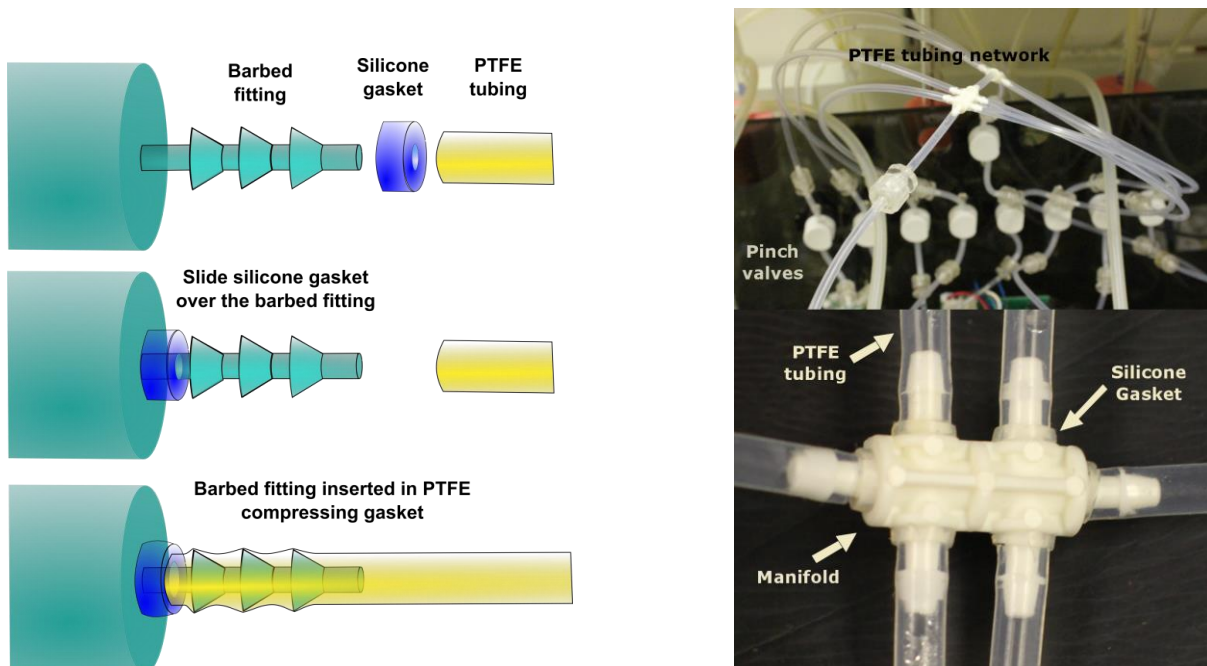 Barbed
fitting
Silicone
gasket
PTFE
tubing
Slide silicone gasket
over the barbed fitting
Barbed fitting inserted in PTFE
compressing gasket
PTFE tubing network
Pinch
valves
PTFE
tubing
Silicone
Gasket
Manifold